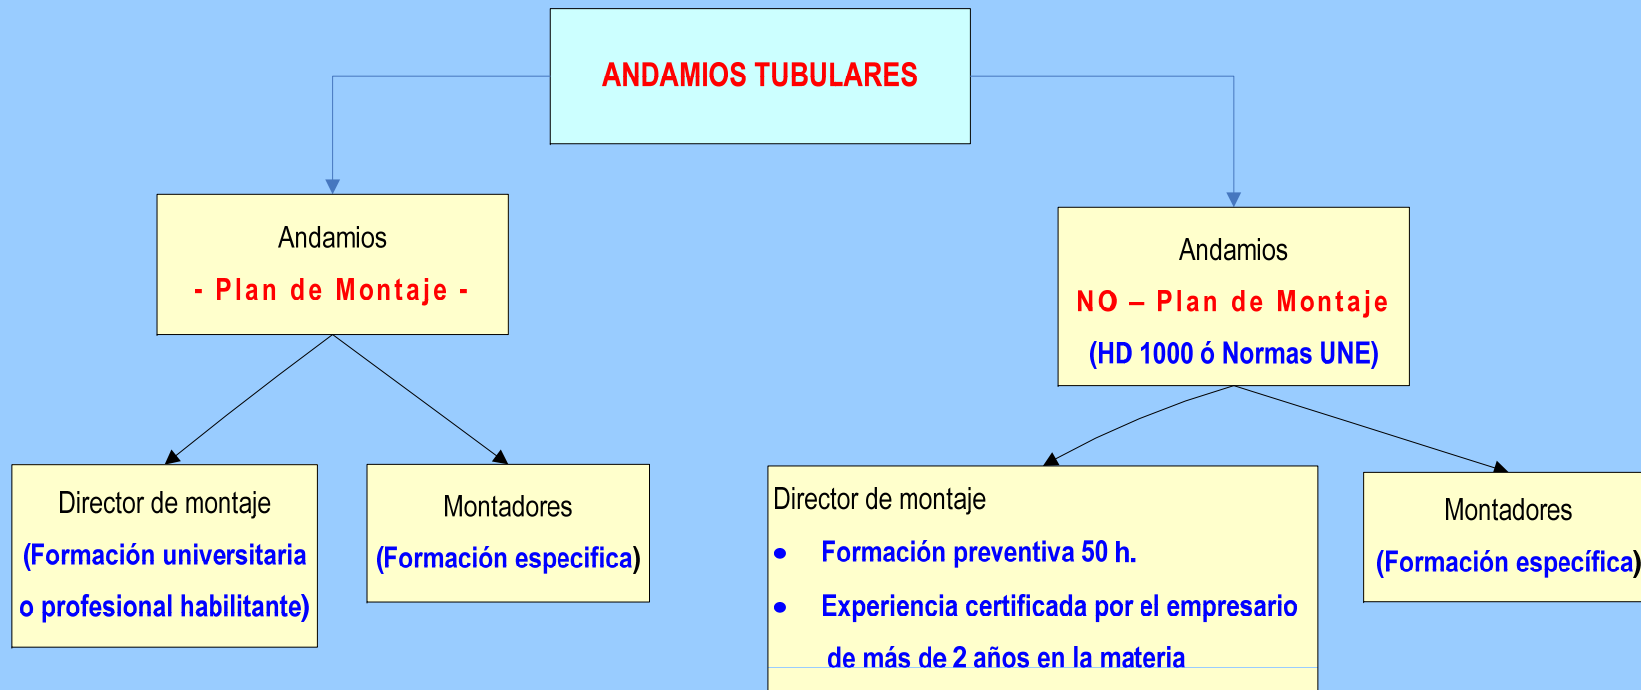 ANDAMIOS TUBULARES
Andamios
- Plan de Montaje -
Andamios
NO – Plan de Montaje
(HD 1000 ó Normas UNE)
Director de montaje
(Formación universitaria
o profesional habilitante)
Montadores
(Formación especifica)
Director de montaje
● Formación preventiva 50 h.
● Experiencia certificada por el empresario
de más de 2 años en la materia
Montadores
(Formación específica)